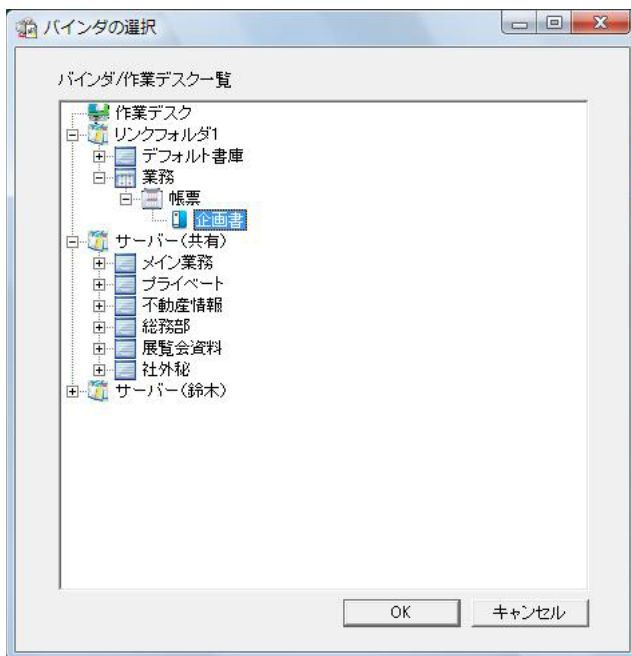 バインダの選択
バインダ/作業デスク一覧
作業デスク
リンクフォルダ1
デフォルト書庫
業務
帳票
企画書
サーバー(共有)
メイン業務
プライベート
不動産情報
総務部
展覧会資料
社外秘
サーバー(鈴木)
OK
キャンセル